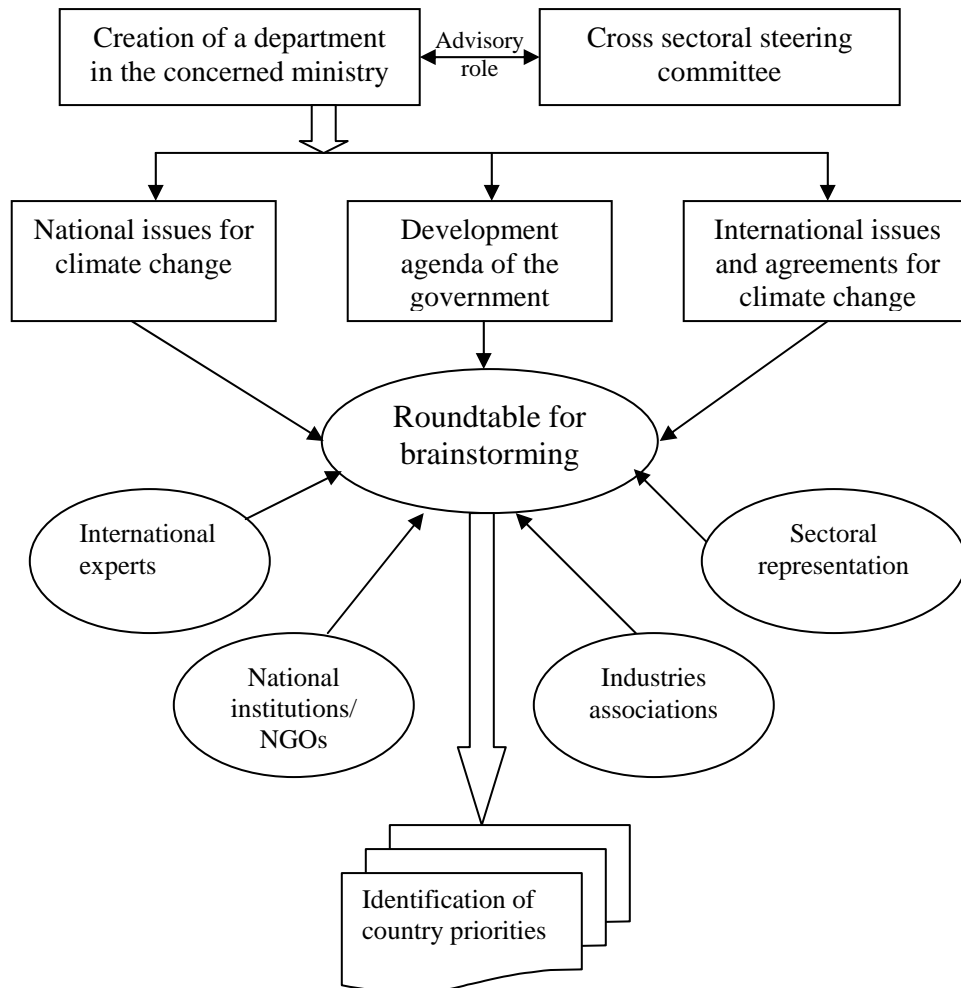 Creation of a department
in the concerned ministry
Advisory
role
Cross sectoral steering
committee
National issues for
climate change
Development
agenda of the
government
International issues
and agreements for
climate change
Roundtable for
brainstorming
International
experts
Sectoral
representation
National
institutions/
NGOs
Industries
associations
Identification of
country priorities